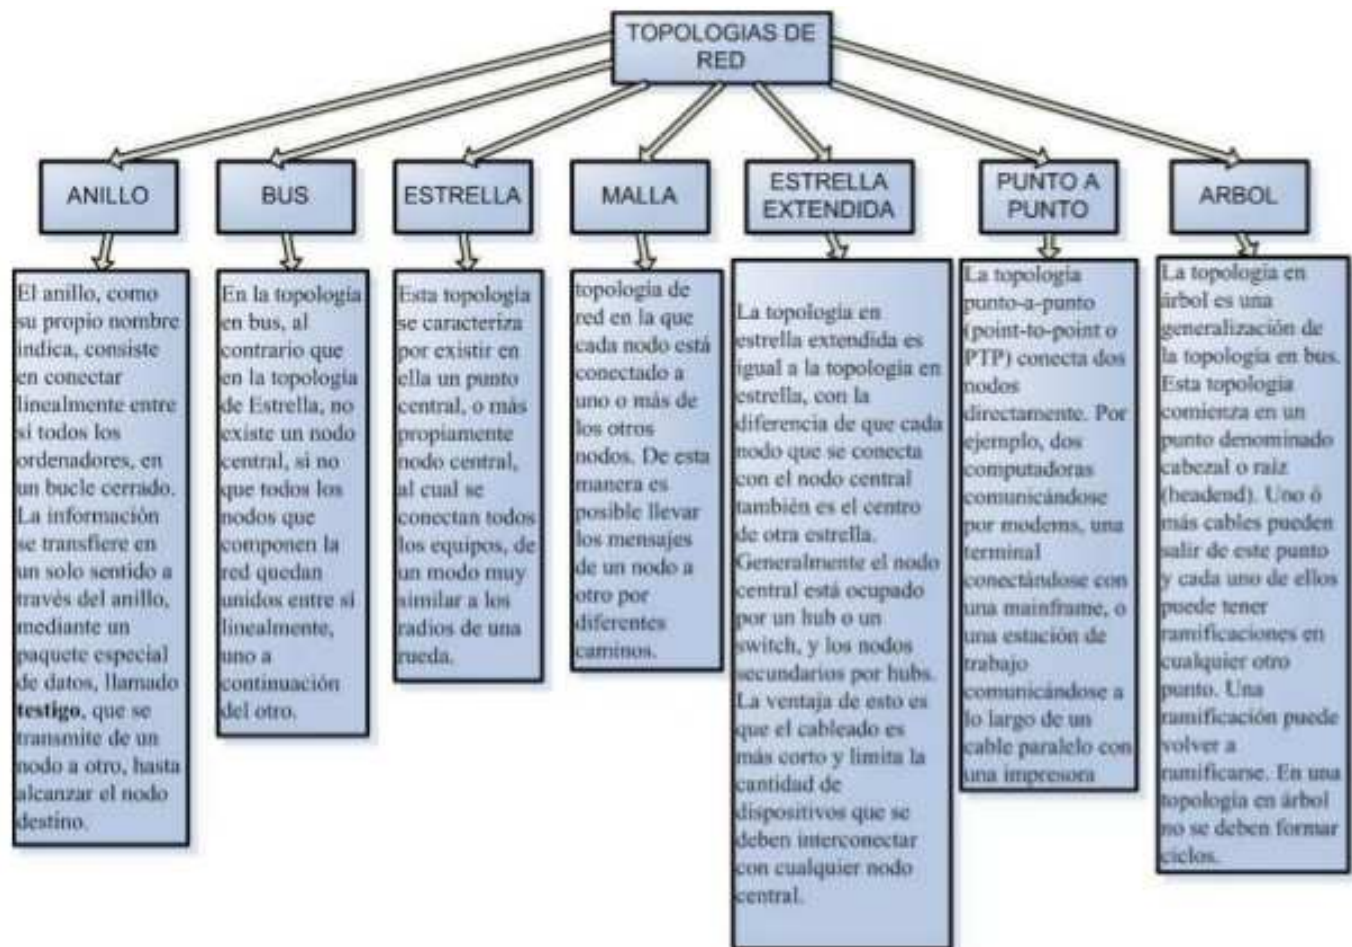 TOPOLOGIAS DE
RED
ANILLO
El anillo, como
su propio nombre
indica, consiste
en conectar
linealmente entre
sí todos los
ordenadores, en
un bucle cerrado.
La información
se transfiere en
un solo sentido a
través del anillo,
mediante un
paquete especial
de datos, llamado
testigo, que se
transmite de un
nodo a otro, hasta
alcanzar el nodo
destino.
BUS
En la topología
en bus, al
contrario que
en la topología
de Estrella, no
existe un nodo
central, si no
que todos los
nodos que
componen la
red quedan
unidos entre sí
linealmente,
uno a
continuación
del otro.
ESTRELLA
Esta topología
se caracteriza
por existir en
ella un punto
central, o más
propiamente
nodo central,
al cual se
conectan todos
los equipos, de
un modo muy
similar a los
radios de una
rueda.
MALLA
topología de
red en la que
cada nodo está
conectado a
uno o más de
los otros
nodos. De esta
manera es
posible llevar
los mensajes
de un nodo a
otro por
diferentes
caminos.
ESTRELLA
EXTENDIDA
La topología en
estrella extendida es
igual a la topología en
estrella, con la
diferencia de que cada
nodo que se conecta
con el nodo central
también es el centro
de otra estrella.
Generalmente el nodo
central está ocupado
por un hub o un
switch, y los nodos
secundarios por hubs.
La ventaja de esto es
que el cableado es
más corto y limita la
cantidad de
dispositivos que se
deben interconectar
con cualquier nodo
central.
PUNTO A
PUNTO
La topología
punto-a-punto
(point-to-point o
PTP) conecta dos
nodos
directamente. Por
ejemplo, dos
computadoras
comunicándose
por modems, una
terminal
conectándose con
una mainframe, o
una estación de
trabajo
comunicándose a
lo largo de un
cable paralelo con
una impresora
ARBOL
La topología en
árbol es una
generalización de
la topología en bus.
Esta topología
comienza en un
punto denominado
cabezal o raíz
(headend). Uno ó
más cables pueden
salir de este punto
y cada uno de ellos
puede tener
ramificaciones en
cualquier otro
punto. Una
ramificación puede
volver a
ramificarse. En una
topología en árbol
no se deben formar
ciclos.